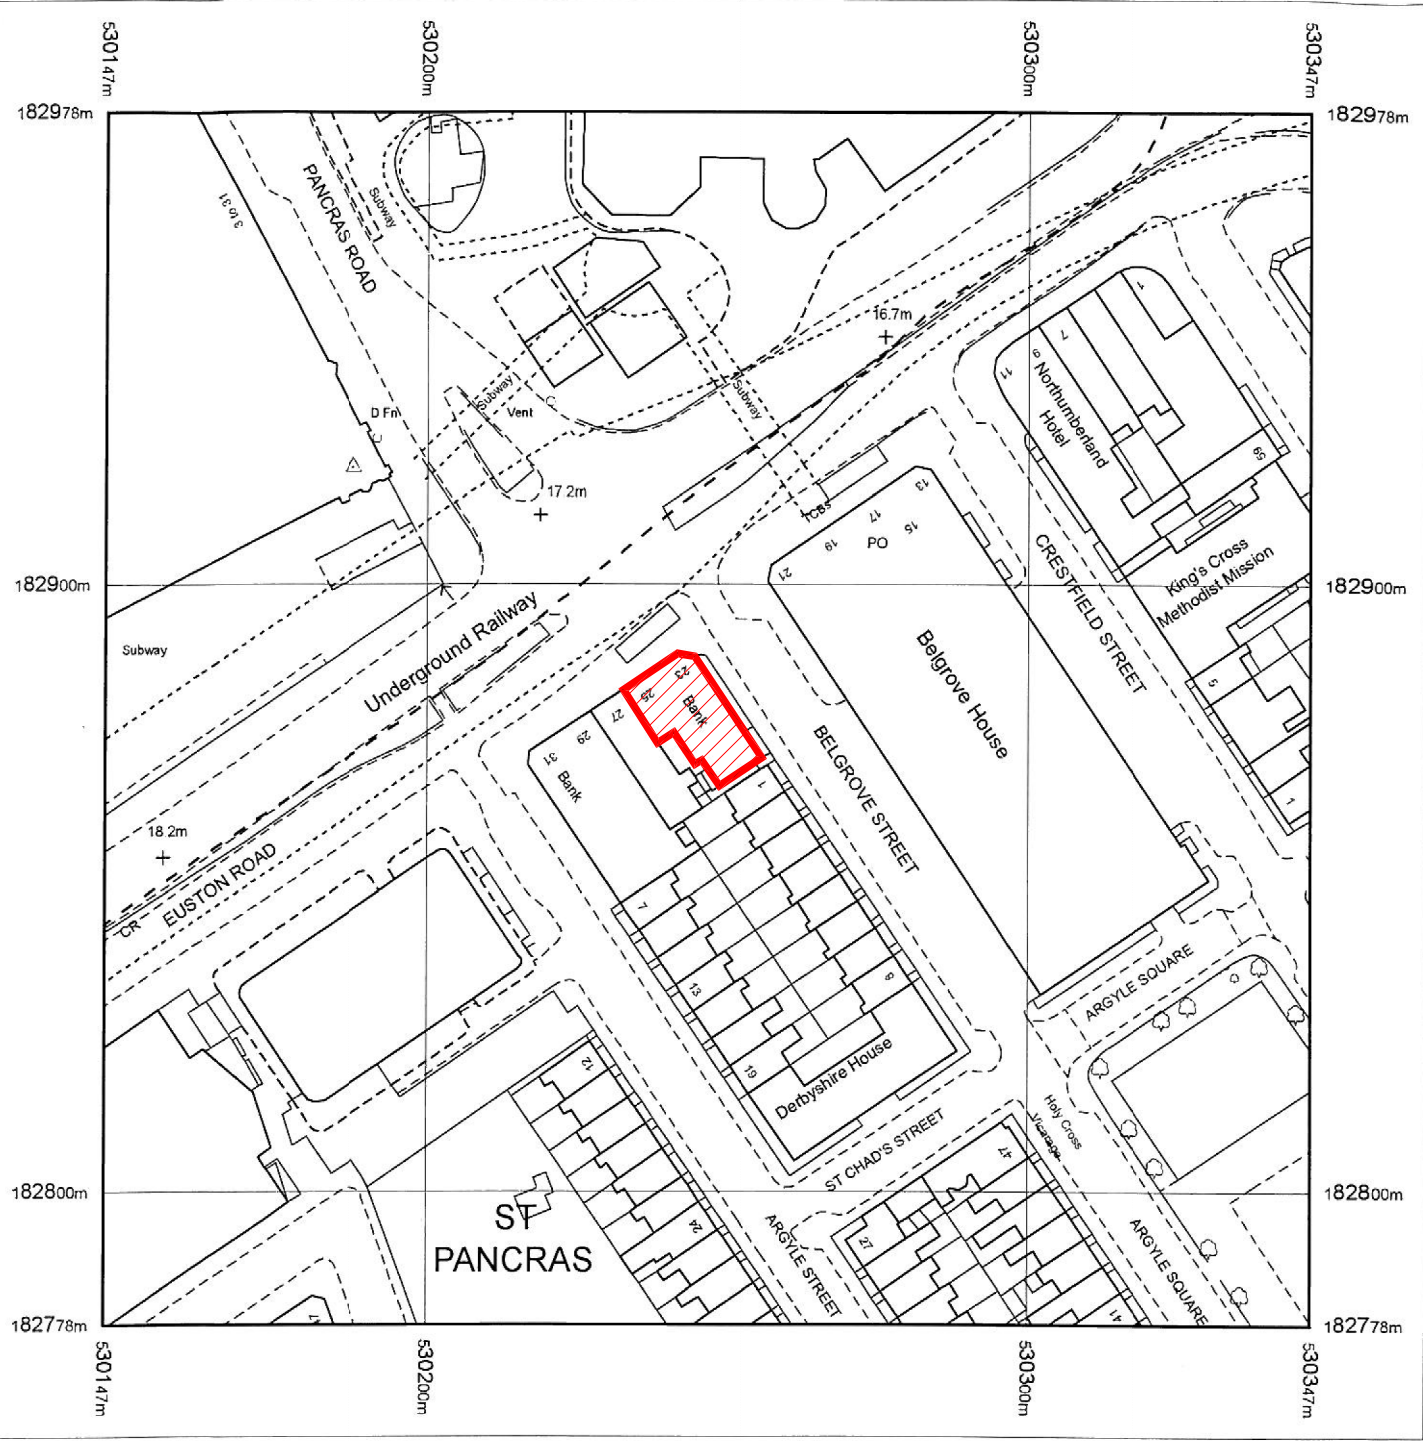 530147m
530200m
530300m
530347m
182978m
182978m
3 to 31
PANCRAS ROAD
Subway
16.7m
1
7
9
11
Northumberland
Hotel
Subway
Vent
Subway
D Fn
59
17.2m
TCBs
13
15
17
19
PO
21
CRESTFIELD STREET
King's Cross
Methodist Mission
182900m
182900m
Underground Railway
Subway
Belgrove House
23
25
Bank
27
29
31
Bank
5
1
1
BELGROVE STREET
18.2m
EUSTON ROAD
CR
7
13
9
19
Derbyshire House
ARGYLE SQUARE
12
ST CHAD'S STREET
Holy Cross
Vicarage
47
182800m
182800m
ST
PANCRAS
24
27
ARGYLE STREET
ARGYLE SQUARE
47
41
182778m
182778m
530147m
530200m
530300m
530347m